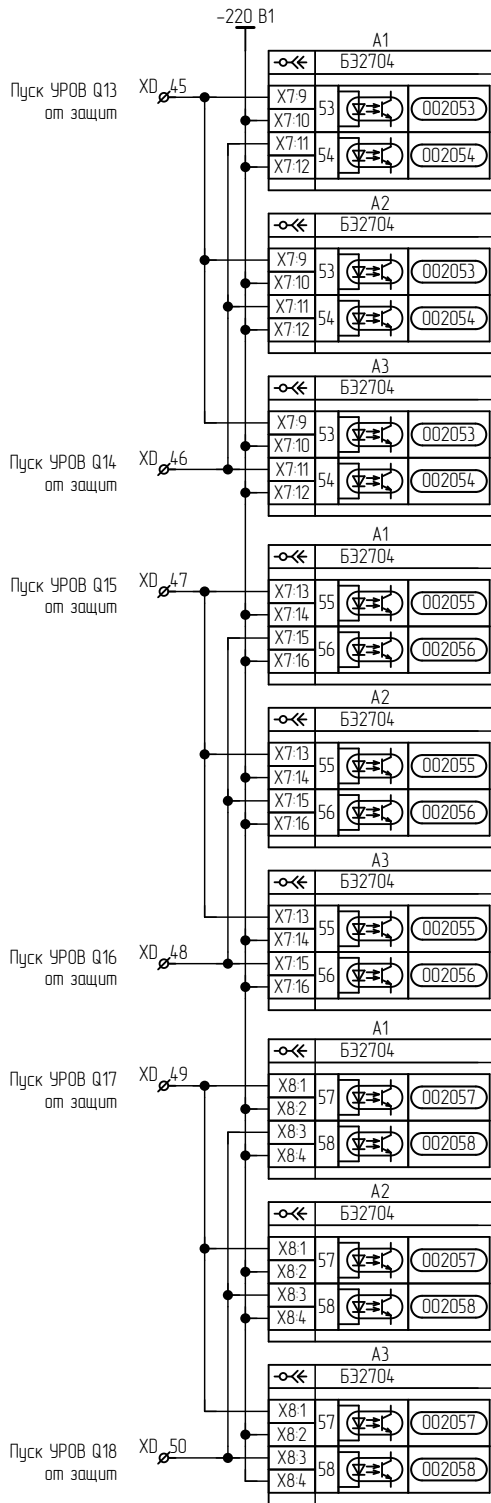 -220 В1
А1
БЭ2704
Пуск УРОВ Q13
от защит
XD 45
X7:9
X7:10
53
002053
X7:11
X7:12
54
002054
А2
БЭ2704
X7:9
X7:10
53
002053
X7:11
X7:12
54
002054
А3
БЭ2704
X7:9
X7:10
53
002053
Пуск УРОВ Q14
от защит
XD 46
X7:11
X7:12
54
002054
А1
БЭ2704
Пуск УРОВ Q15
от защит
XD 47
X7:13
X7:14
55
002055
X7:15
X7:16
56
002056
А2
БЭ2704
X7:13
X7:14
55
002055
X7:15
X7:16
56
002056
А3
БЭ2704
X7:13
X7:14
55
002055
Пуск УРОВ Q16
от защит
XD 48
X7:15
X7:16
56
002056
А1
БЭ2704
Пуск УРОВ Q17
от защит
XD 49
X8:1
X8:2
57
002057
X8:3
X8:4
58
002058
А2
БЭ2704
X8:1
X8:2
57
002057
X8:3
X8:4
58
002058
А3
БЭ2704
X8:1
X8:2
57
002057
Пуск УРОВ Q18
от защит
XD 50
X8:3
X8:4
58
002058